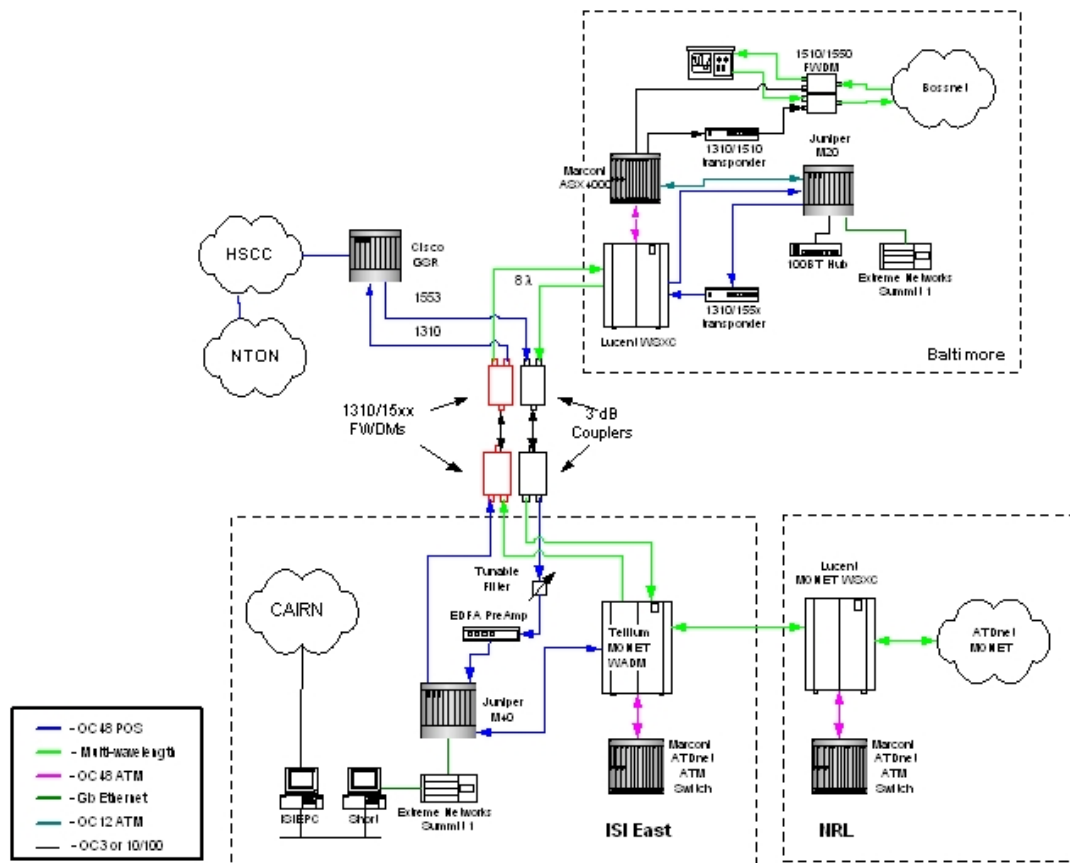 1510/1550
FWDM
Bossnet
1310/1510
transponder
Juniper
M20
Marconi
ASX4000
HSCC
Cisco
GSR
1553
1310
8 λ
NTON
100BT Hub
Extreme Networks
Summit 1
1310/155x
transponder
Lucent WSXC
Baltimore
1310/15xx
FWDMs
3 dB
Couplers
Tunable
Filter
CAIRN
EDFA PreAmp
Tellium
MONET
WADM
Lucent
MONET WSXC
ATDnet
MONET
Juniper
M40
- OC48 POS
- Multi-wavelength
- OC48 ATM
- Gb Ethernet
- OC12 ATM
- OC3 or 10/100
ISIEPC
Short
Extreme Networks
Summit 1
Marconi
ATDnet
ATM
Switch
ISI East
Marconi
ATDnet
ATM
Switch
NRL